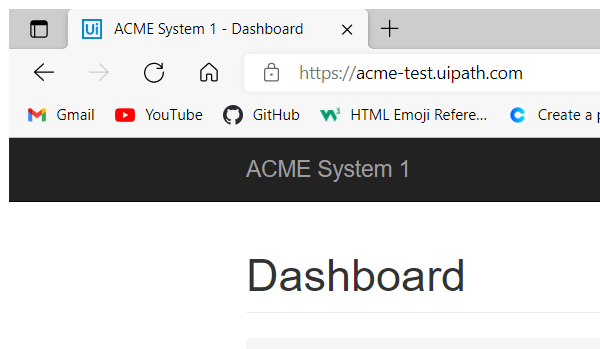 Ui ACME System 1 - Dashboard
https://acme-test.uipath.com
Gmail YouTube GitHub HTML Emoji Refere... Create a
ACME System 1
Dashboard